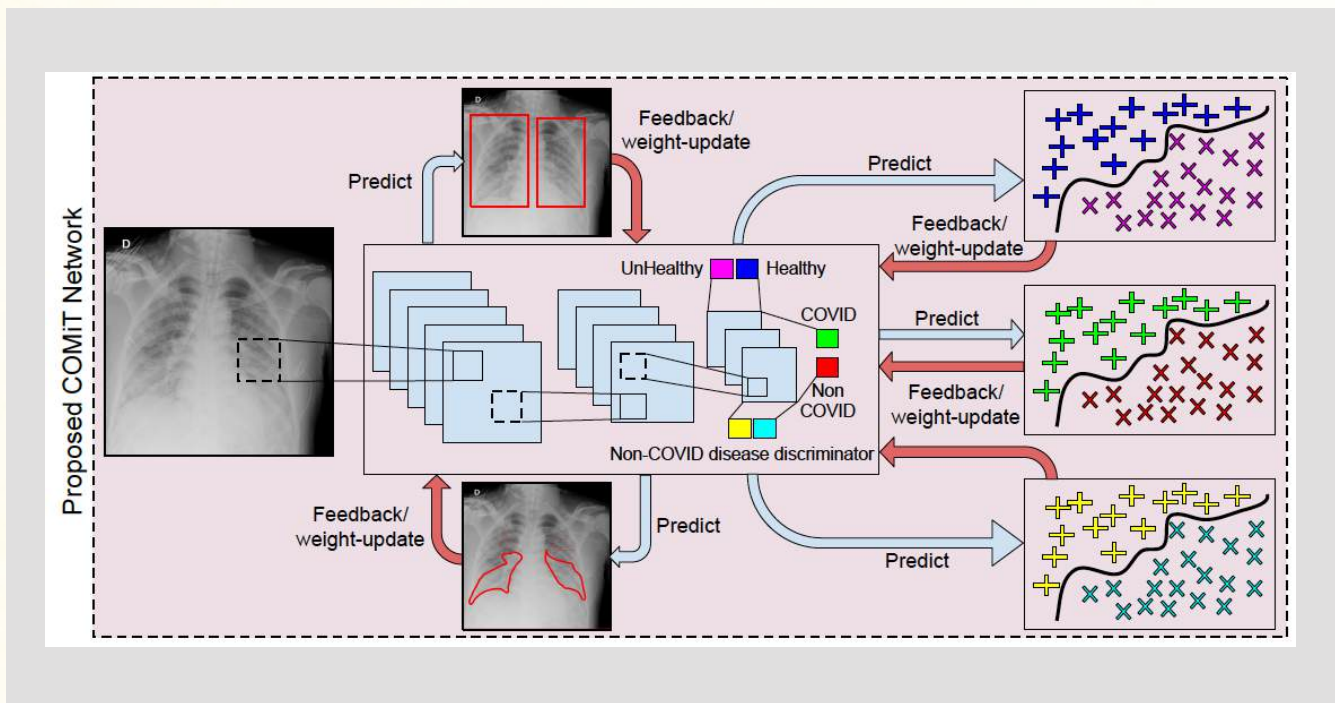 Proposed COMiT Network
D
Feedback/
weight-update
Predict
D
Predict
Feedback/
weight-update
UnHealthy
Healthy
COVID
Predict
Non
COVID
Feedback/
weight-update
Non-COVID disease discriminator
D
Feedback/
weight-update
Predict
Predict